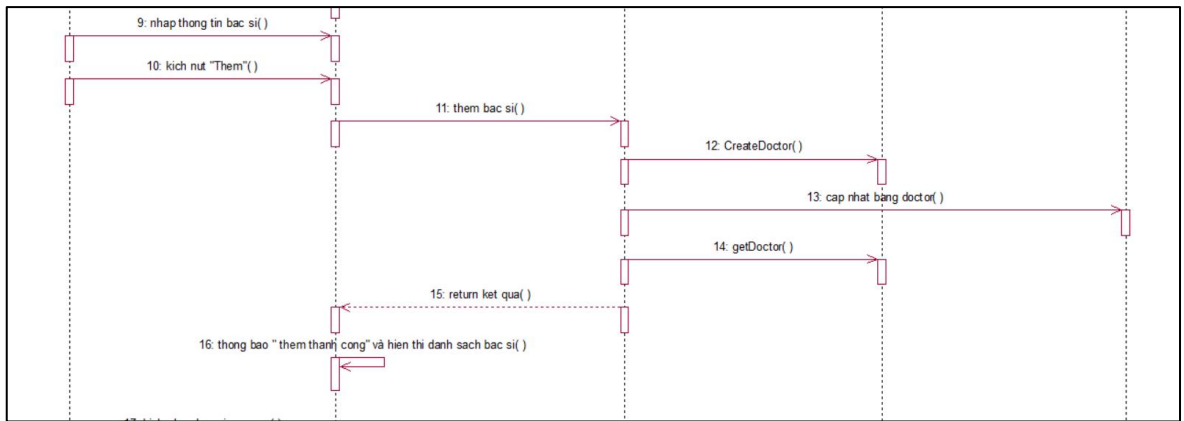 9: nhap thong tin bac si( )
10: kich nut "Them"( )
11: them bac si( )
12: CreateDoctor( )
13: cap nhat bang doctor( )
14: getDoctor( )
15: return ket qua( )
16: thong bao " them thanh cong" và hien thi danh sach bac si( )